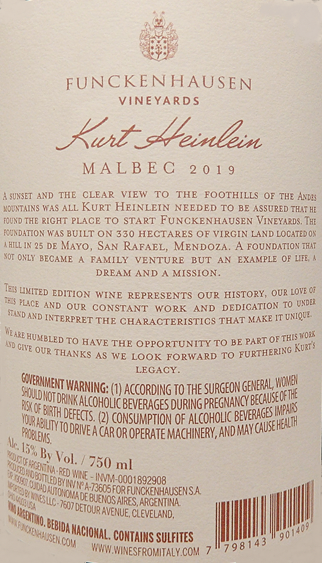 FUNCKENHAUSEN
VINEYARDS
Kurt Heinlein
MALBEC 2019
A SUNSET AND THE CLEAR VIEW TO THE FOOTHILLS OF THE ANDES
MOUNTAINS WAS ALL KURT HEINLEIN NEEDED TO BE ASSURED THAT HE
FOUND THE RIGHT PLACE TO START FUNCKENHAUSEN VINEYARDS. THE
FOUNDATION WAS BUILT ON 330 HECTARES OF VIRGIN LAND LOCATED ON
A HILL IN 25 DE MAYO, SAN RAFAEL, MENDOZA. A FOUNDATION THAT
NOT ONLY BECAME A FAMILY VENTURE BUT AN EXAMPLE OF LIFE, A
DREAM AND A MISSION.
THIS LIMITED EDITION WINE REPRESENTS OUR HISTORY, OUR LOVE OF
THIS PLACE AND OUR CONSTANT WORK AND DEDICATION TO UNDER
STAND AND INTERPRET THE CHARACTERISTICS THAT MAKE IT UNIQUE.
WE ARE HUMBLED TO HAVE THE OPPORTUNITY TO BE PART OF THIS WORK
AND GIVE OUR THANKS AS WE LOOK FORWARD TO FURTHERING KURT'S
LEGACY.
GOVERNMENT WARNING: (1) ACCORDING TO THE SURGEON GENERAL, WOMEN
SHOULD NOT DRINK ALCOHOLIC BEVERAGES DURING PREGNANCY BECAUSE OF THE
RISK OF BIRTH DEFECTS. (2) CONSUMPTION OF ALCOHOLIC BEVERAGES IMPAIRS
YOUR ABILITY TO DRIVE A CAR OR OPERATE MACHINERY, AND MAY CAUSE HEALTH
PROBLEMS.
Alc. 15% By Vol. / 750 ml
PRODUCT OF ARGENTINA - RED WINE - INVM-0001892908
PRODUCED AND BOTTLED BY INV Nº A-73605 FOR FUNCKENHAUSEN S.A.
CIUDAD AUTONOMA DE BUENOS AIRES, ARGENTINA.
WINES LLC - 7607 DETOUR AVENUE, CLEVELAND,
VINO ARGENTINO. BEBIDA NACIONAL. CONTAINS SULFITES
WWW.WINESFROMITALY.COM
7 798143 901409